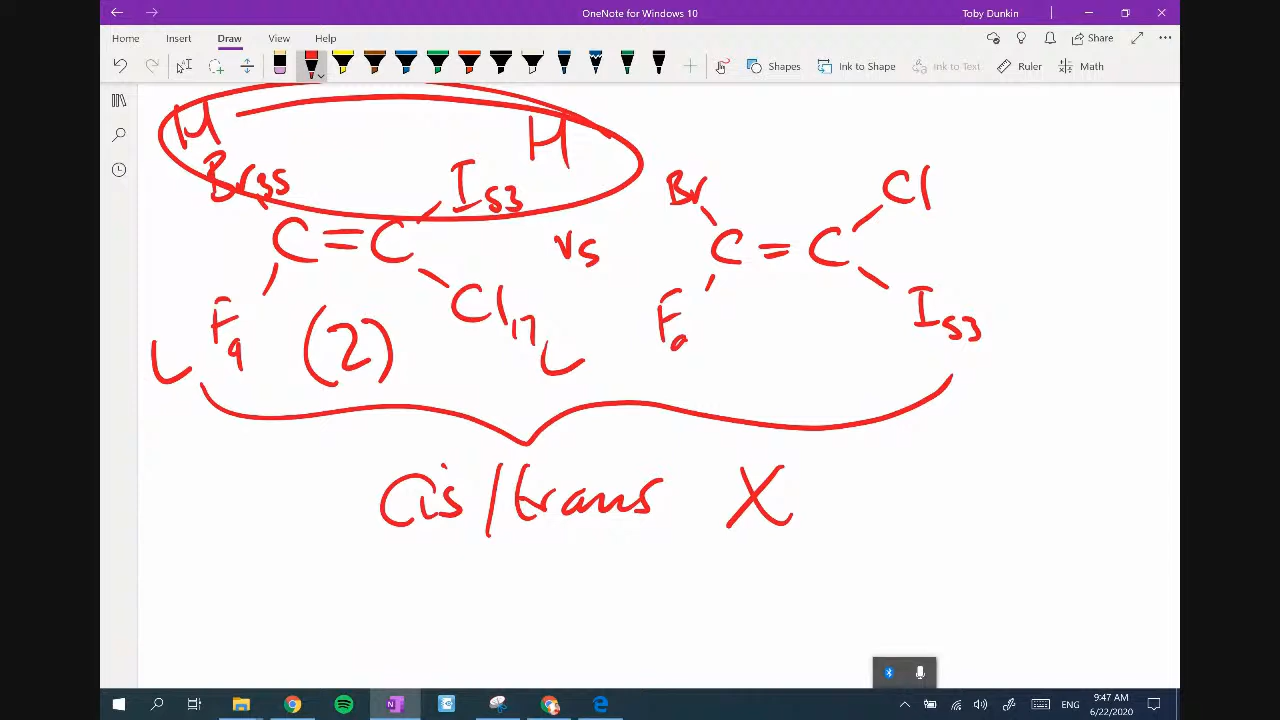 OneNote for Windows 10
Toby Dunkin
Home Insert Draw View Help
Share
Shapes Ink to Shape Ink to Text Ruler Math
H H
Br35 I53 Br Cl
C=C vs C=C
F9 (2) Cl17 F9 I53
L L
Cis/trans X
ENG
9:47 AM
6/22/2020